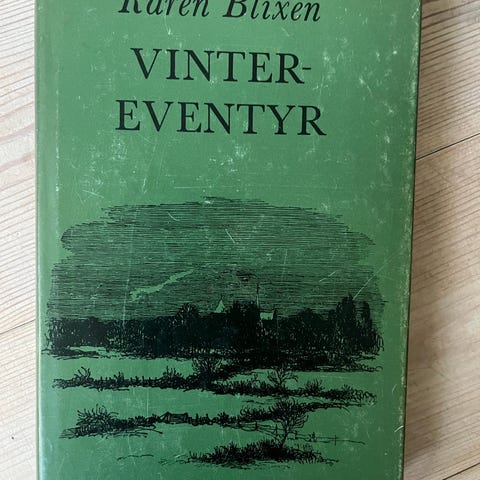 Karen Blixen
VINTER-
EVENTYR